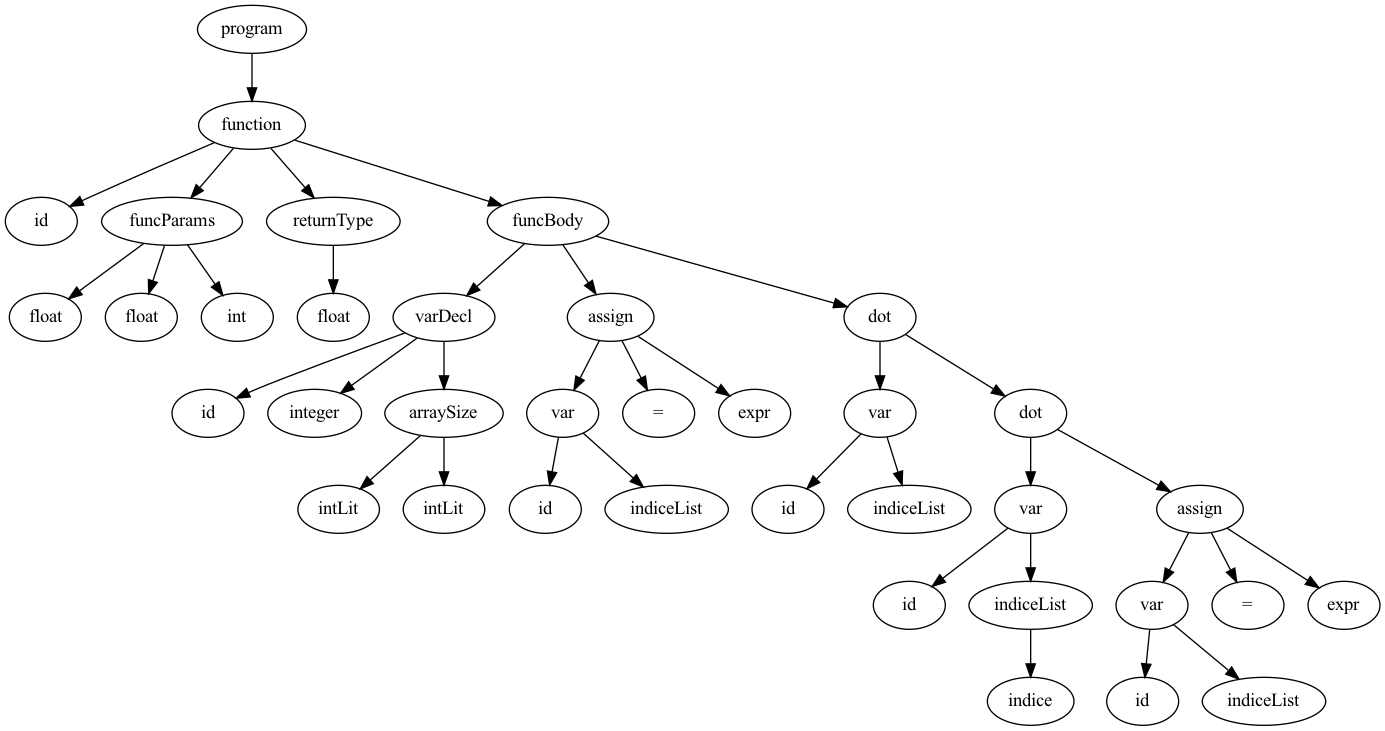 program
function
id
funcParams
returnType
funcBody
float
float
int
float
varDecl
assign
dot
id
integer
arraySize
var
=
expr
var
dot
intLit
intLit
id
indiceList
id
indiceList
var
assign
id
indiceList
var
=
expr
indice
id
indiceList